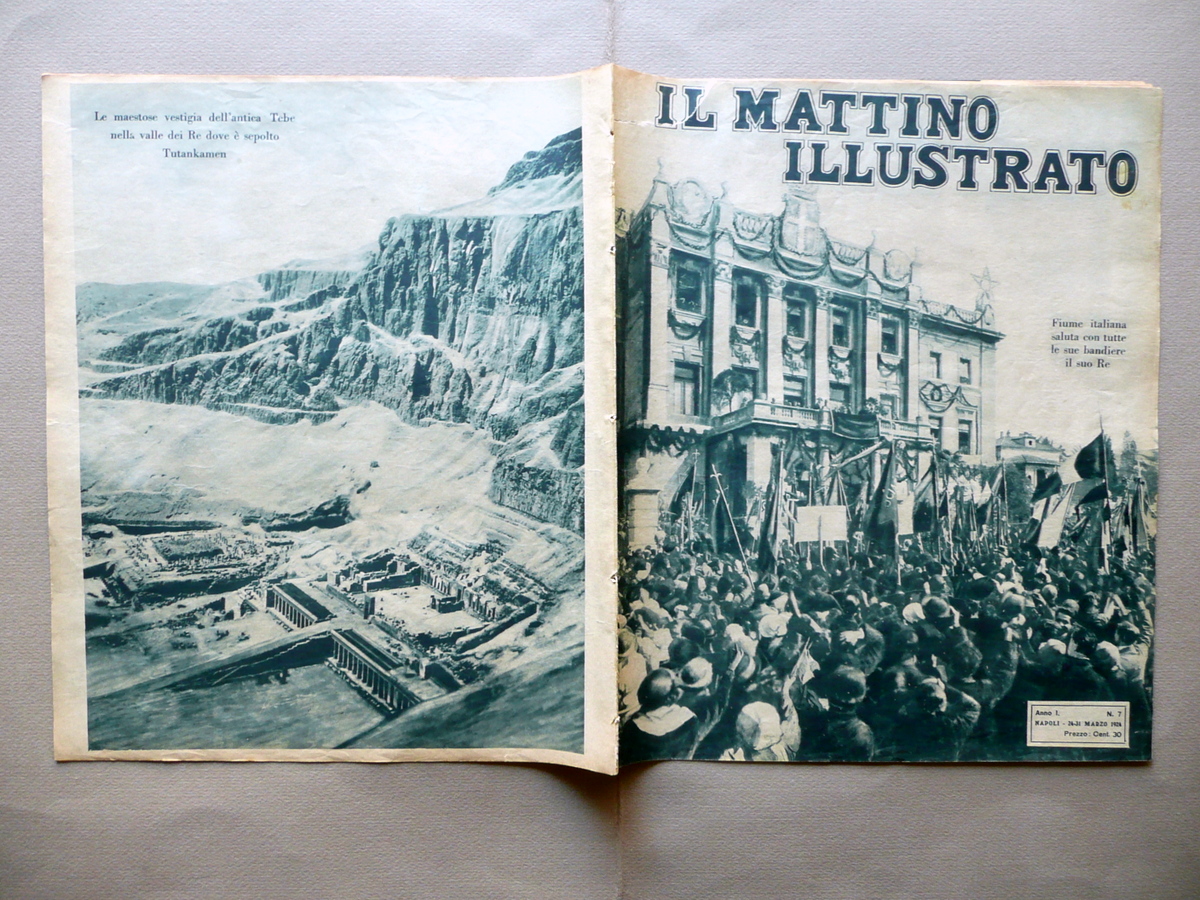 Le maestose vestigia dell'antica Tebe
nella valle dei Re dove è sepolto
Tutankamen
IL MATTINO
ILLUSTRATO
Fiume italiana
saluta con tutte
le sue bandiere
il suo Re
Anno I. N. 7
NAPOLI - 24-31 MARZO 1924
Prezzo: Cent. 30